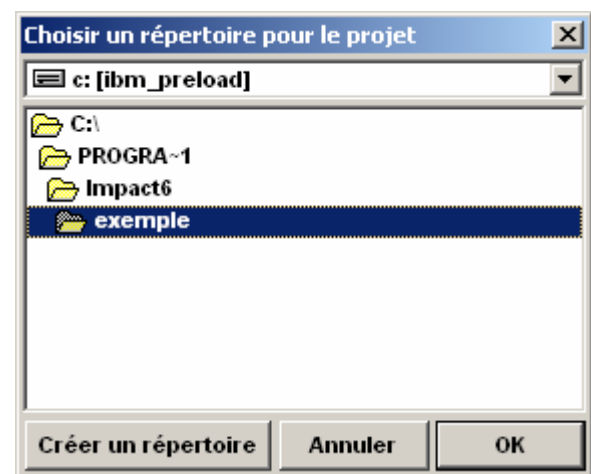 Choisir un répertoire pour le projet
c: [ibm_preload]
C:\
PROGRA~1
Impact6
exemple
Créer un répertoire Annuler OK